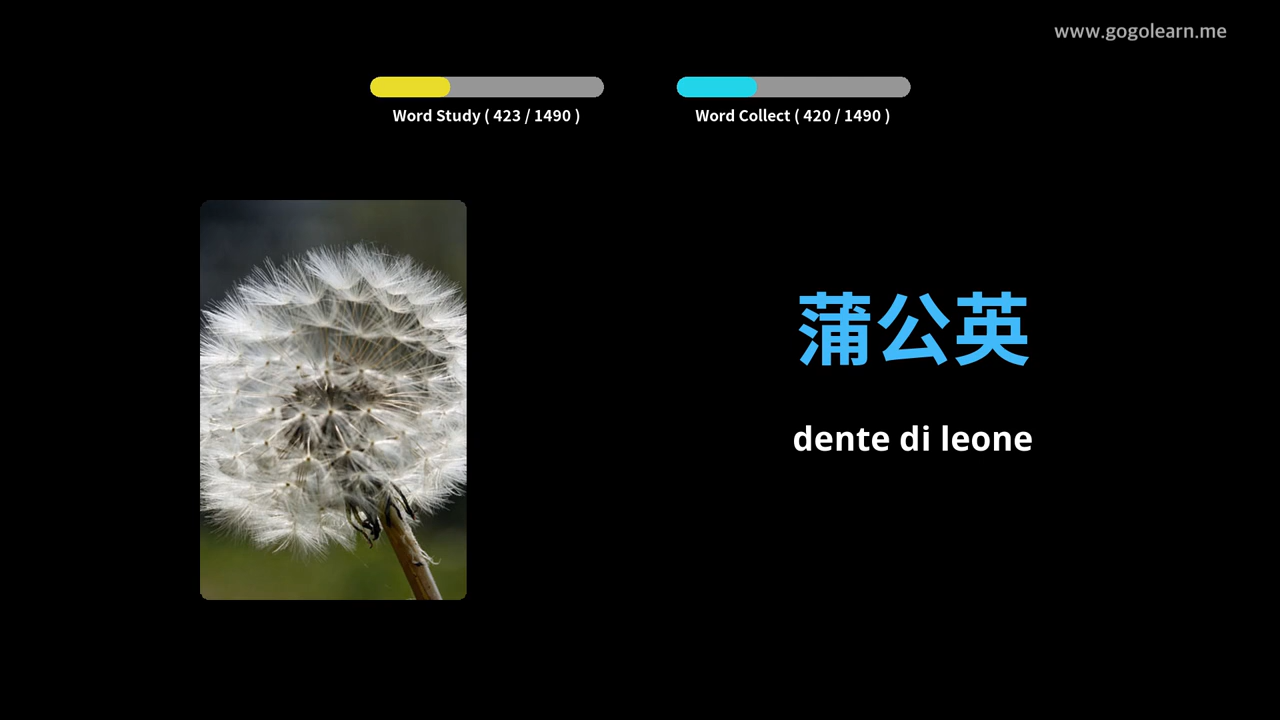 www.gogolearn.me
Word Study ( 423 / 1490 )
Word Collect ( 420 / 1490 )
蒲公英
dente di leone